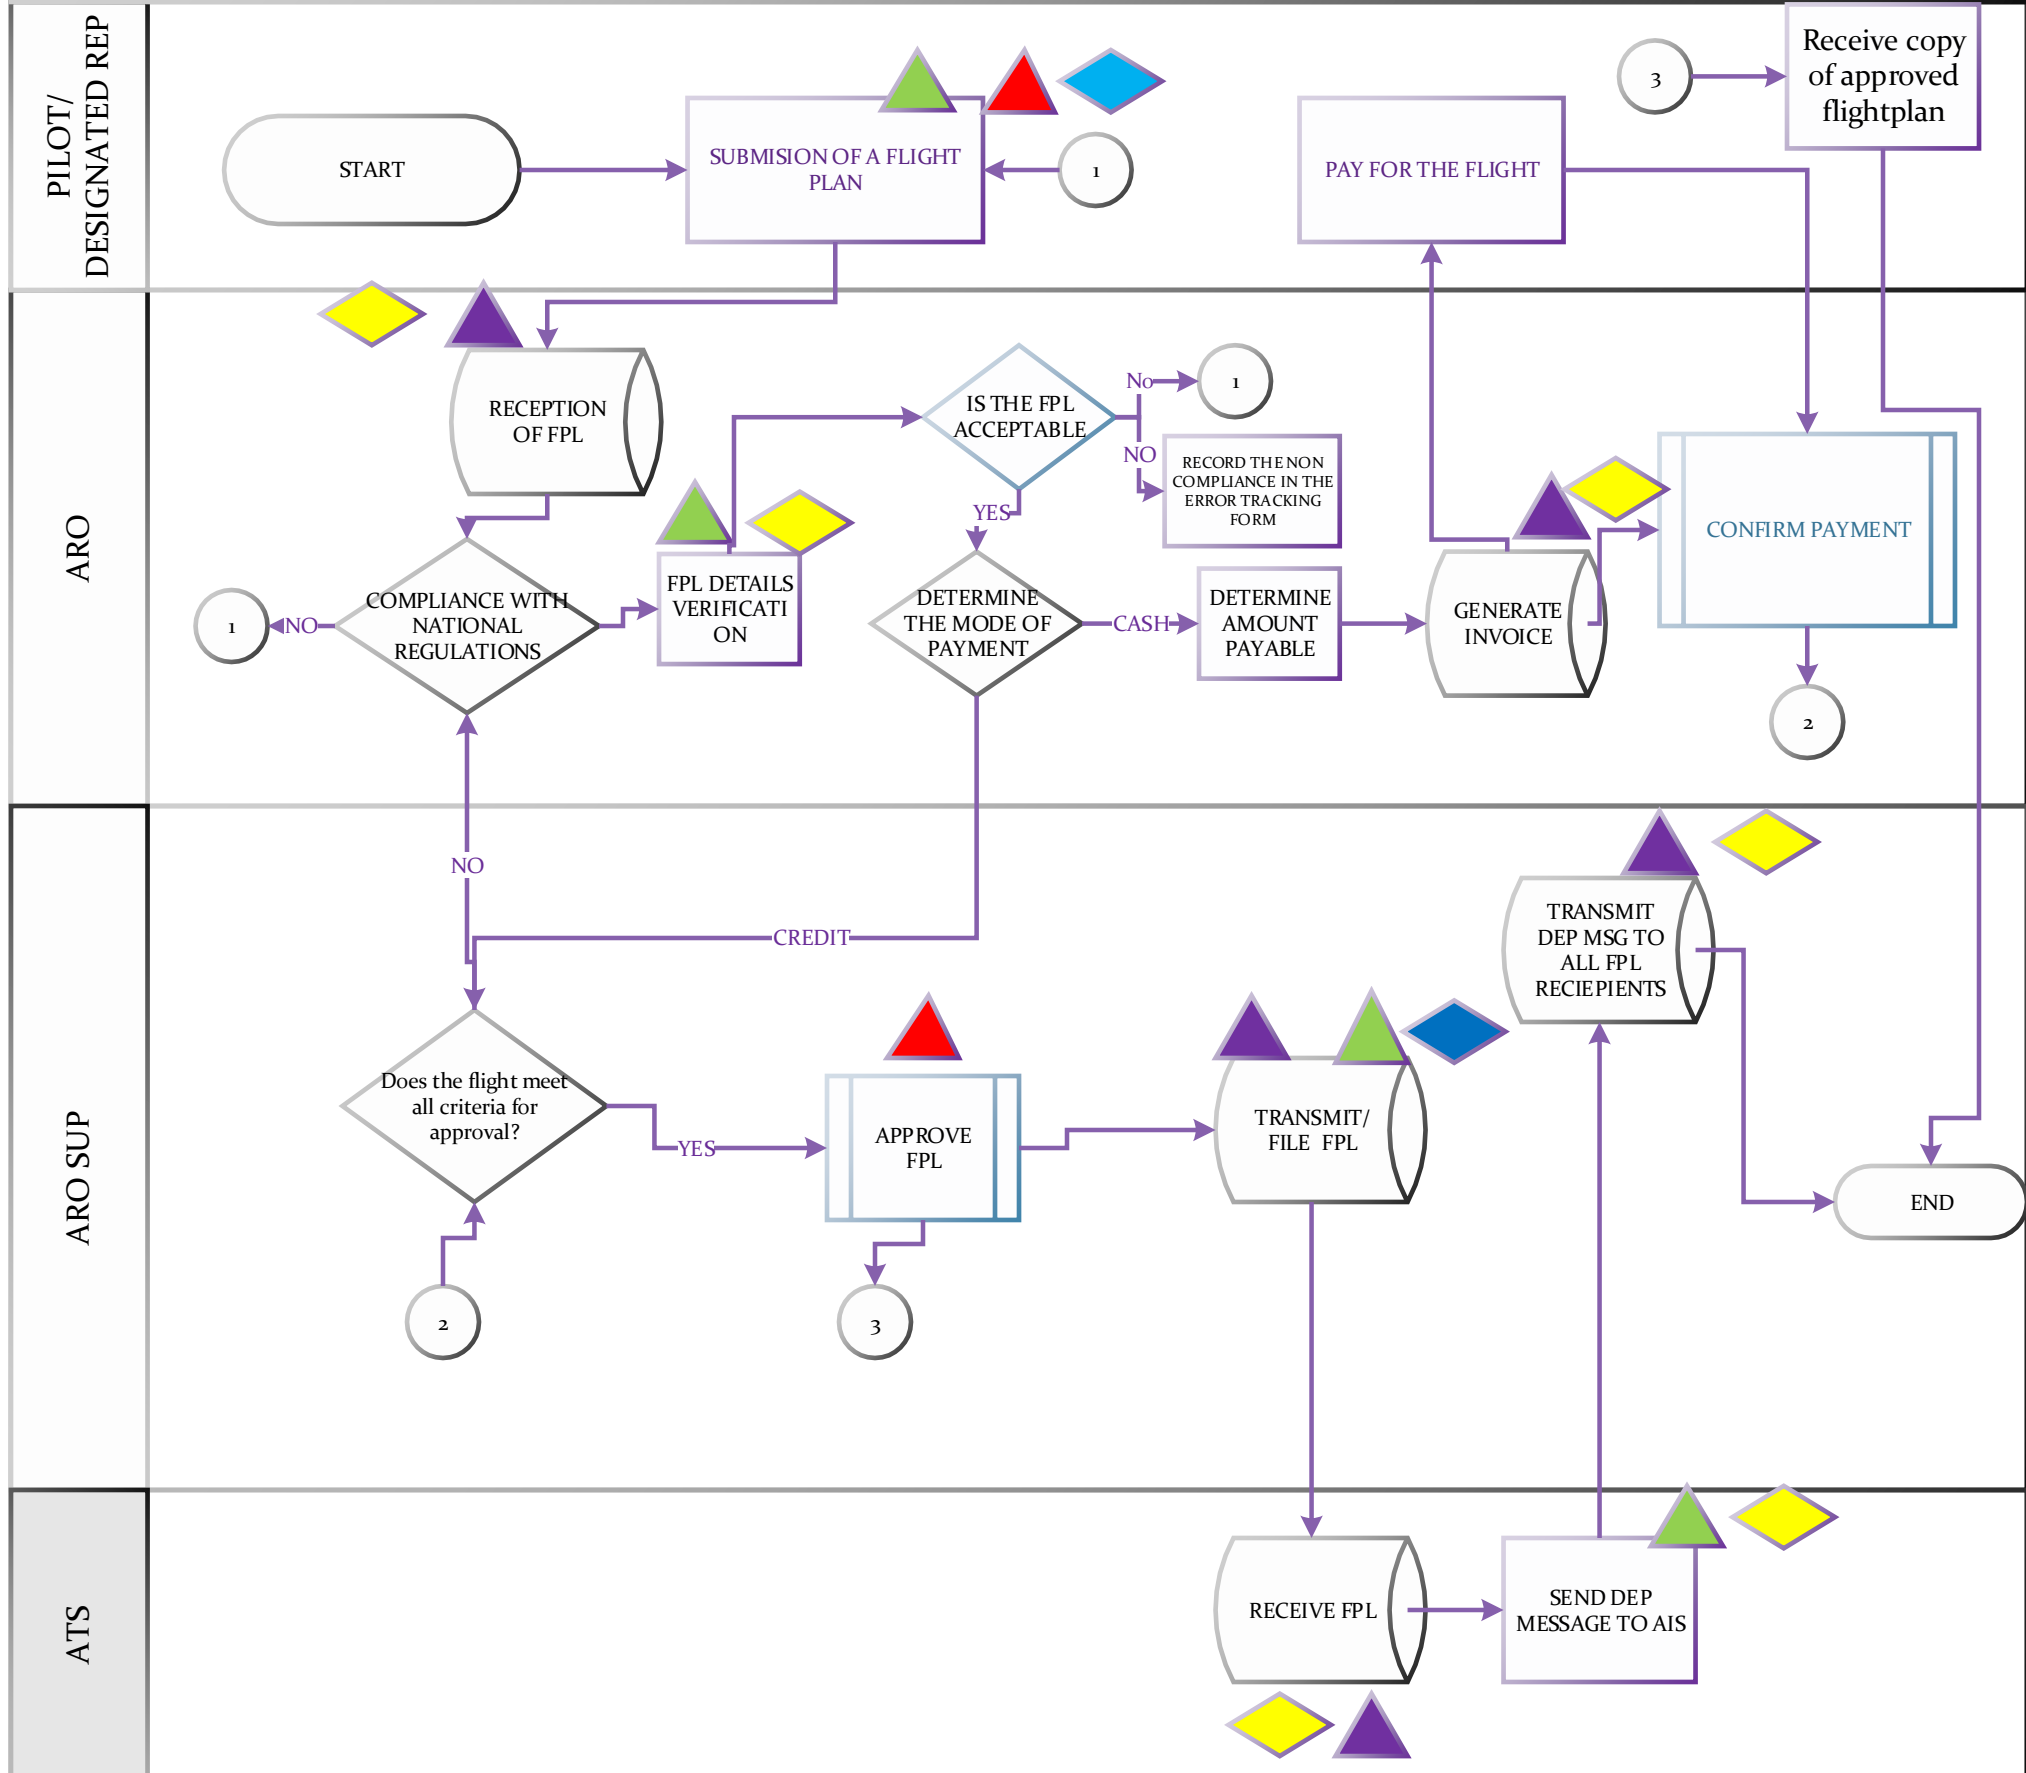 PILOT/
DESIGNATED REP
START
SUBMISION OF A FLIGHT
PLAN
1
PAY FOR THE FLIGHT
3
Receive copy
of approved
flightplan
ARO
RECEPTION
OF FPL
IS THE FPL
ACCEPTABLE
No
1
NO
RECORD THE NON
COMPLIANCE IN THE
ERROR TRACKING
FORM
YES
CONFIRM PAYMENT
1
NO
COMPLIANCE WITH
NATIONAL
REGULATIONS
FPL DETAILS
VERIFICATI
ON
DETERMINE
THE MODE OF
PAYMENT
CASH
DETERMINE
AMOUNT
PAYABLE
GENERATE
INVOICE
2
ARO SUP
NO
CREDIT
TRANSMIT
DEP MSG TO
ALL FPL
RECIEPIENTS
Does the flight meet
all criteria for
approval?
YES
APPROVE
FPL
TRANSMIT/
FILE FPL
END
2
3
ATS
RECEIVE FPL
SEND DEP
MESSAGE TO AIS